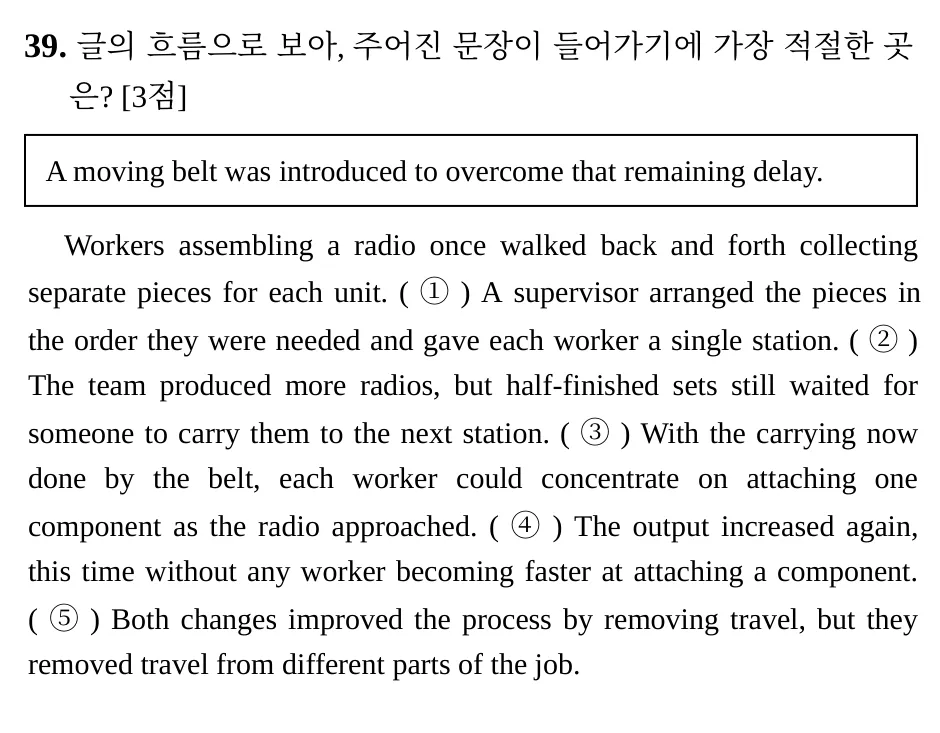 39. 글의 흐름으로 보아, 주어진 문장이 들어가기에 가장 적절한 곳
은? [3점]
A moving belt was introduced to overcome that remaining delay.
Workers assembling a radio once walked back and forth collecting
separate pieces for each unit. ( ① ) A supervisor arranged the pieces in
the order they were needed and gave each worker a single station. ( ② )
The team produced more radios, but half-finished sets still waited for
someone to carry them to the next station. ( ③ ) With the carrying now
done by the belt, each worker could concentrate on attaching one
component as the radio approached. ( ④ ) The output increased again,
this time without any worker becoming faster at attaching a component.
( ⑤ ) Both changes improved the process by removing travel, but they
removed travel from different parts of the job.